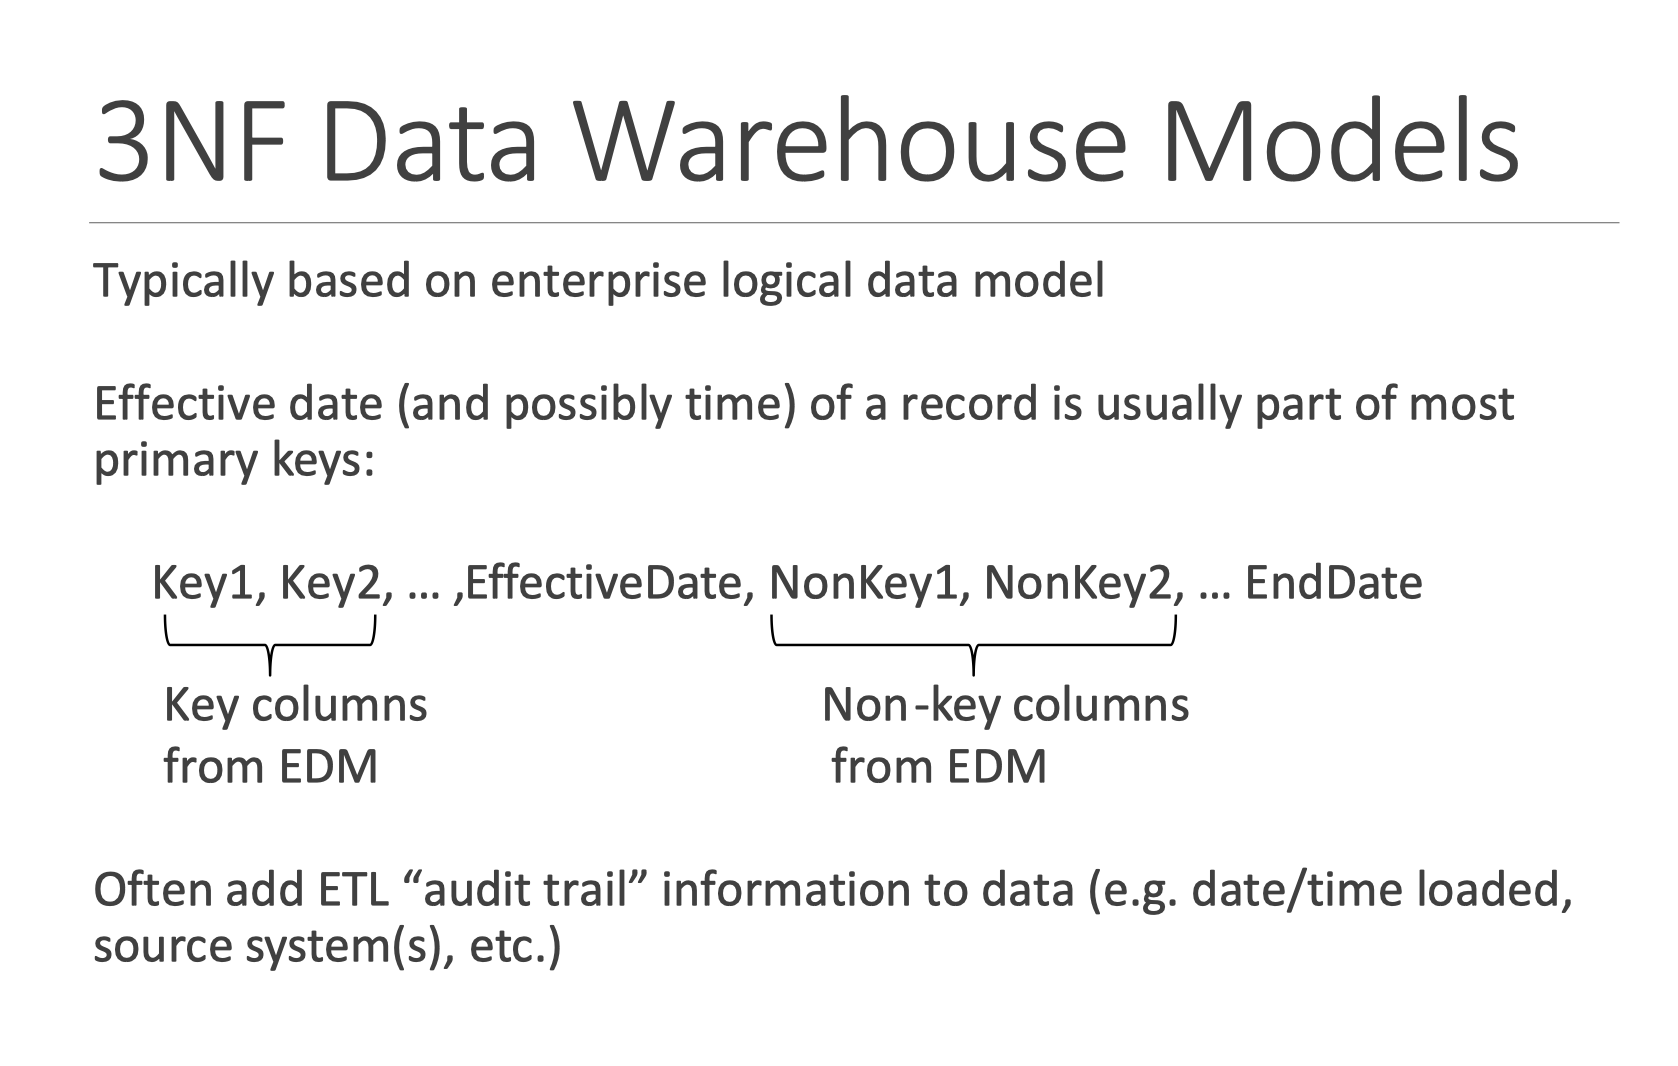 3NF Data Warehouse Models
Typically based on enterprise logical data model
Effective date (and possibly time) of a record is usually part of most
primary keys:
Key1, Key2, … ,EffectiveDate, NonKey1, NonKey2, … EndDate
Key columns
from EDM
Non-key columns
from EDM
Often add ETL “audit trail” information to data (e.g. date/time loaded,
source system(s), etc.)